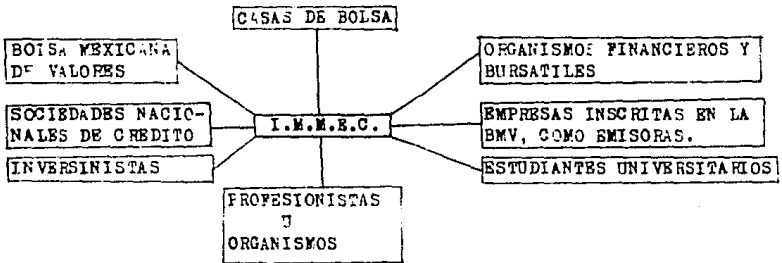 CASAS DE BOLSA
BOLSA MEXICANA
DE VALORES
ORGANISMOS FINANCIEROS Y
BURSATILES
SOCIEDADES NACIO-
NALES DE CREDITO
I.M.M.E.C.
EMPRESAS INSCRITAS EN LA
BMV, COMO EMISORAS.
INVERSINISTAS
ESTUDIANTES UNIVERSITARIOS
PROFESIONISTAS
U
ORGANISMOS